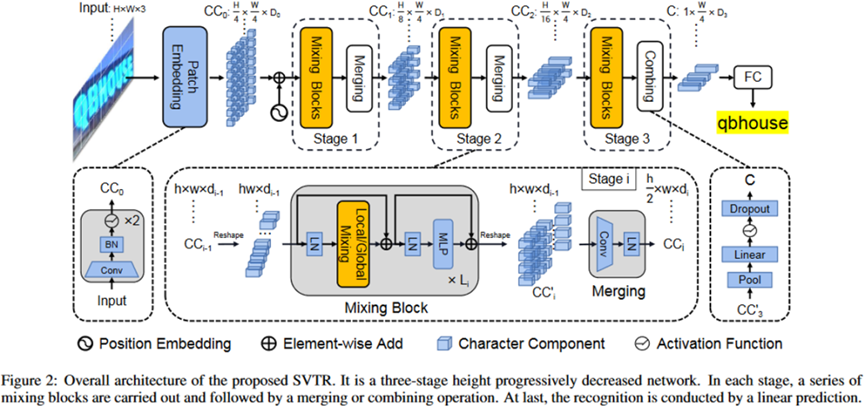 Input: H×W×3
CC₀: H/4 × W/4 × D₀
CC₁: H/8 × W/4 × D₁
CC₂: H/16 × W/4 × D₂
C: 1× W/4 × D₃
QBHOUSE
Patch Embedding
Mixing Blocks
Merging
Stage 1
Mixing Blocks
Merging
Stage 2
Mixing Blocks
Combing
Stage 3
FC
qbhouse
CC₀
×2
BN
Conv
Input
h×w×dᵢ₋₁
CCᵢ₋₁
Reshape
hw×dᵢ₋₁
LN
Local/Global Mixing
LN
MLP
× Lᵢ
Mixing Block
Reshape
h×w×dᵢ₋₁
CC'ᵢ
Stage i
h/2 ×w×dᵢ
Conv
LN
CCᵢ
Merging
C
Dropout
Linear
Pool
CC'₃
Position Embedding
Element-wise Add
Character Component
Activation Function
Figure 2: Overall architecture of the proposed SVTR. It is a three-stage height progressively decreased network. In each stage, a series of
mixing blocks are carried out and followed by a merging or combining operation. At last, the recognition is conducted by a linear prediction.